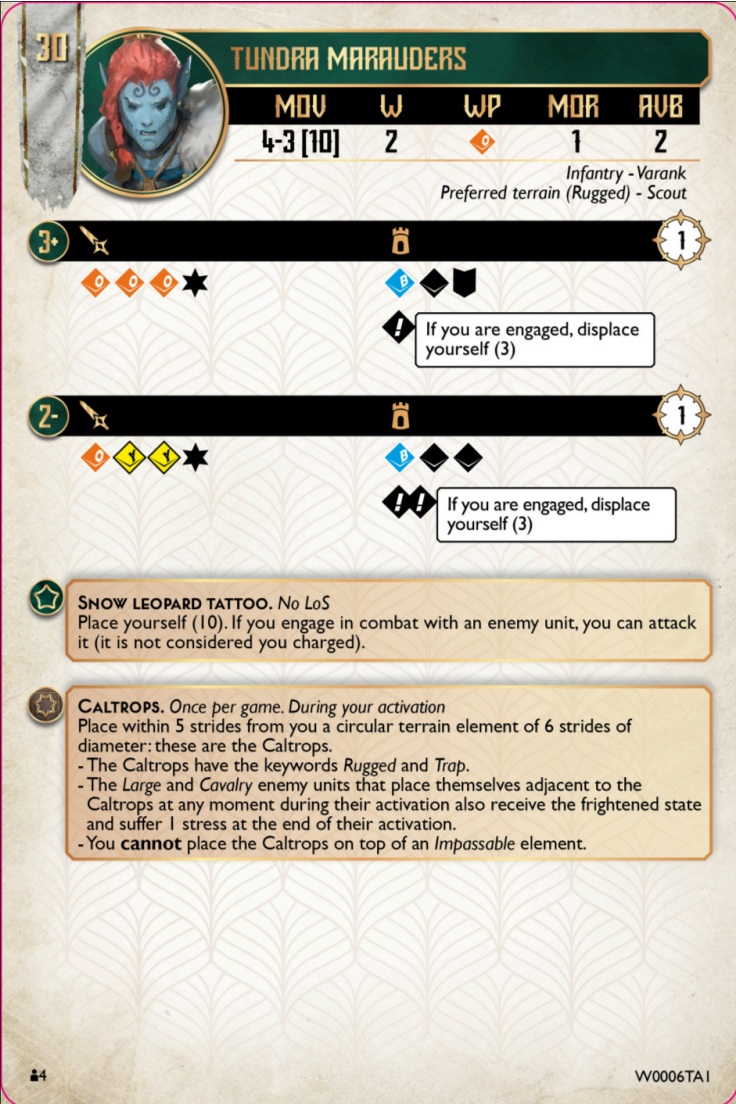 30
TUNDRA MARAUDERS
MOV W WP MOR AVB
4-3 [10] 2 O 1 2
Infantry - Varank
Preferred terrain (Rugged) - Scout
3+ 1
O O O B
! If you are engaged, displace
yourself (3)
2- 1
O Y Y B
!! If you are engaged, displace
yourself (3)
SNOW LEOPARD TATTOO. No LoS
Place yourself (10). If you engage in combat with an enemy unit, you can attack
it (it is not considered you charged).
CALTROPS. Once per game. During your activation
Place within 5 strides from you a circular terrain element of 6 strides of
diameter: these are the Caltrops.
- The Caltrops have the keywords Rugged and Trap.
- The Large and Cavalry enemy units that place themselves adjacent to the
Caltrops at any moment during their activation also receive the frightened state
and suffer 1 stress at the end of their activation.
- You cannot place the Caltrops on top of an Impassable element.
4 W0006TA1